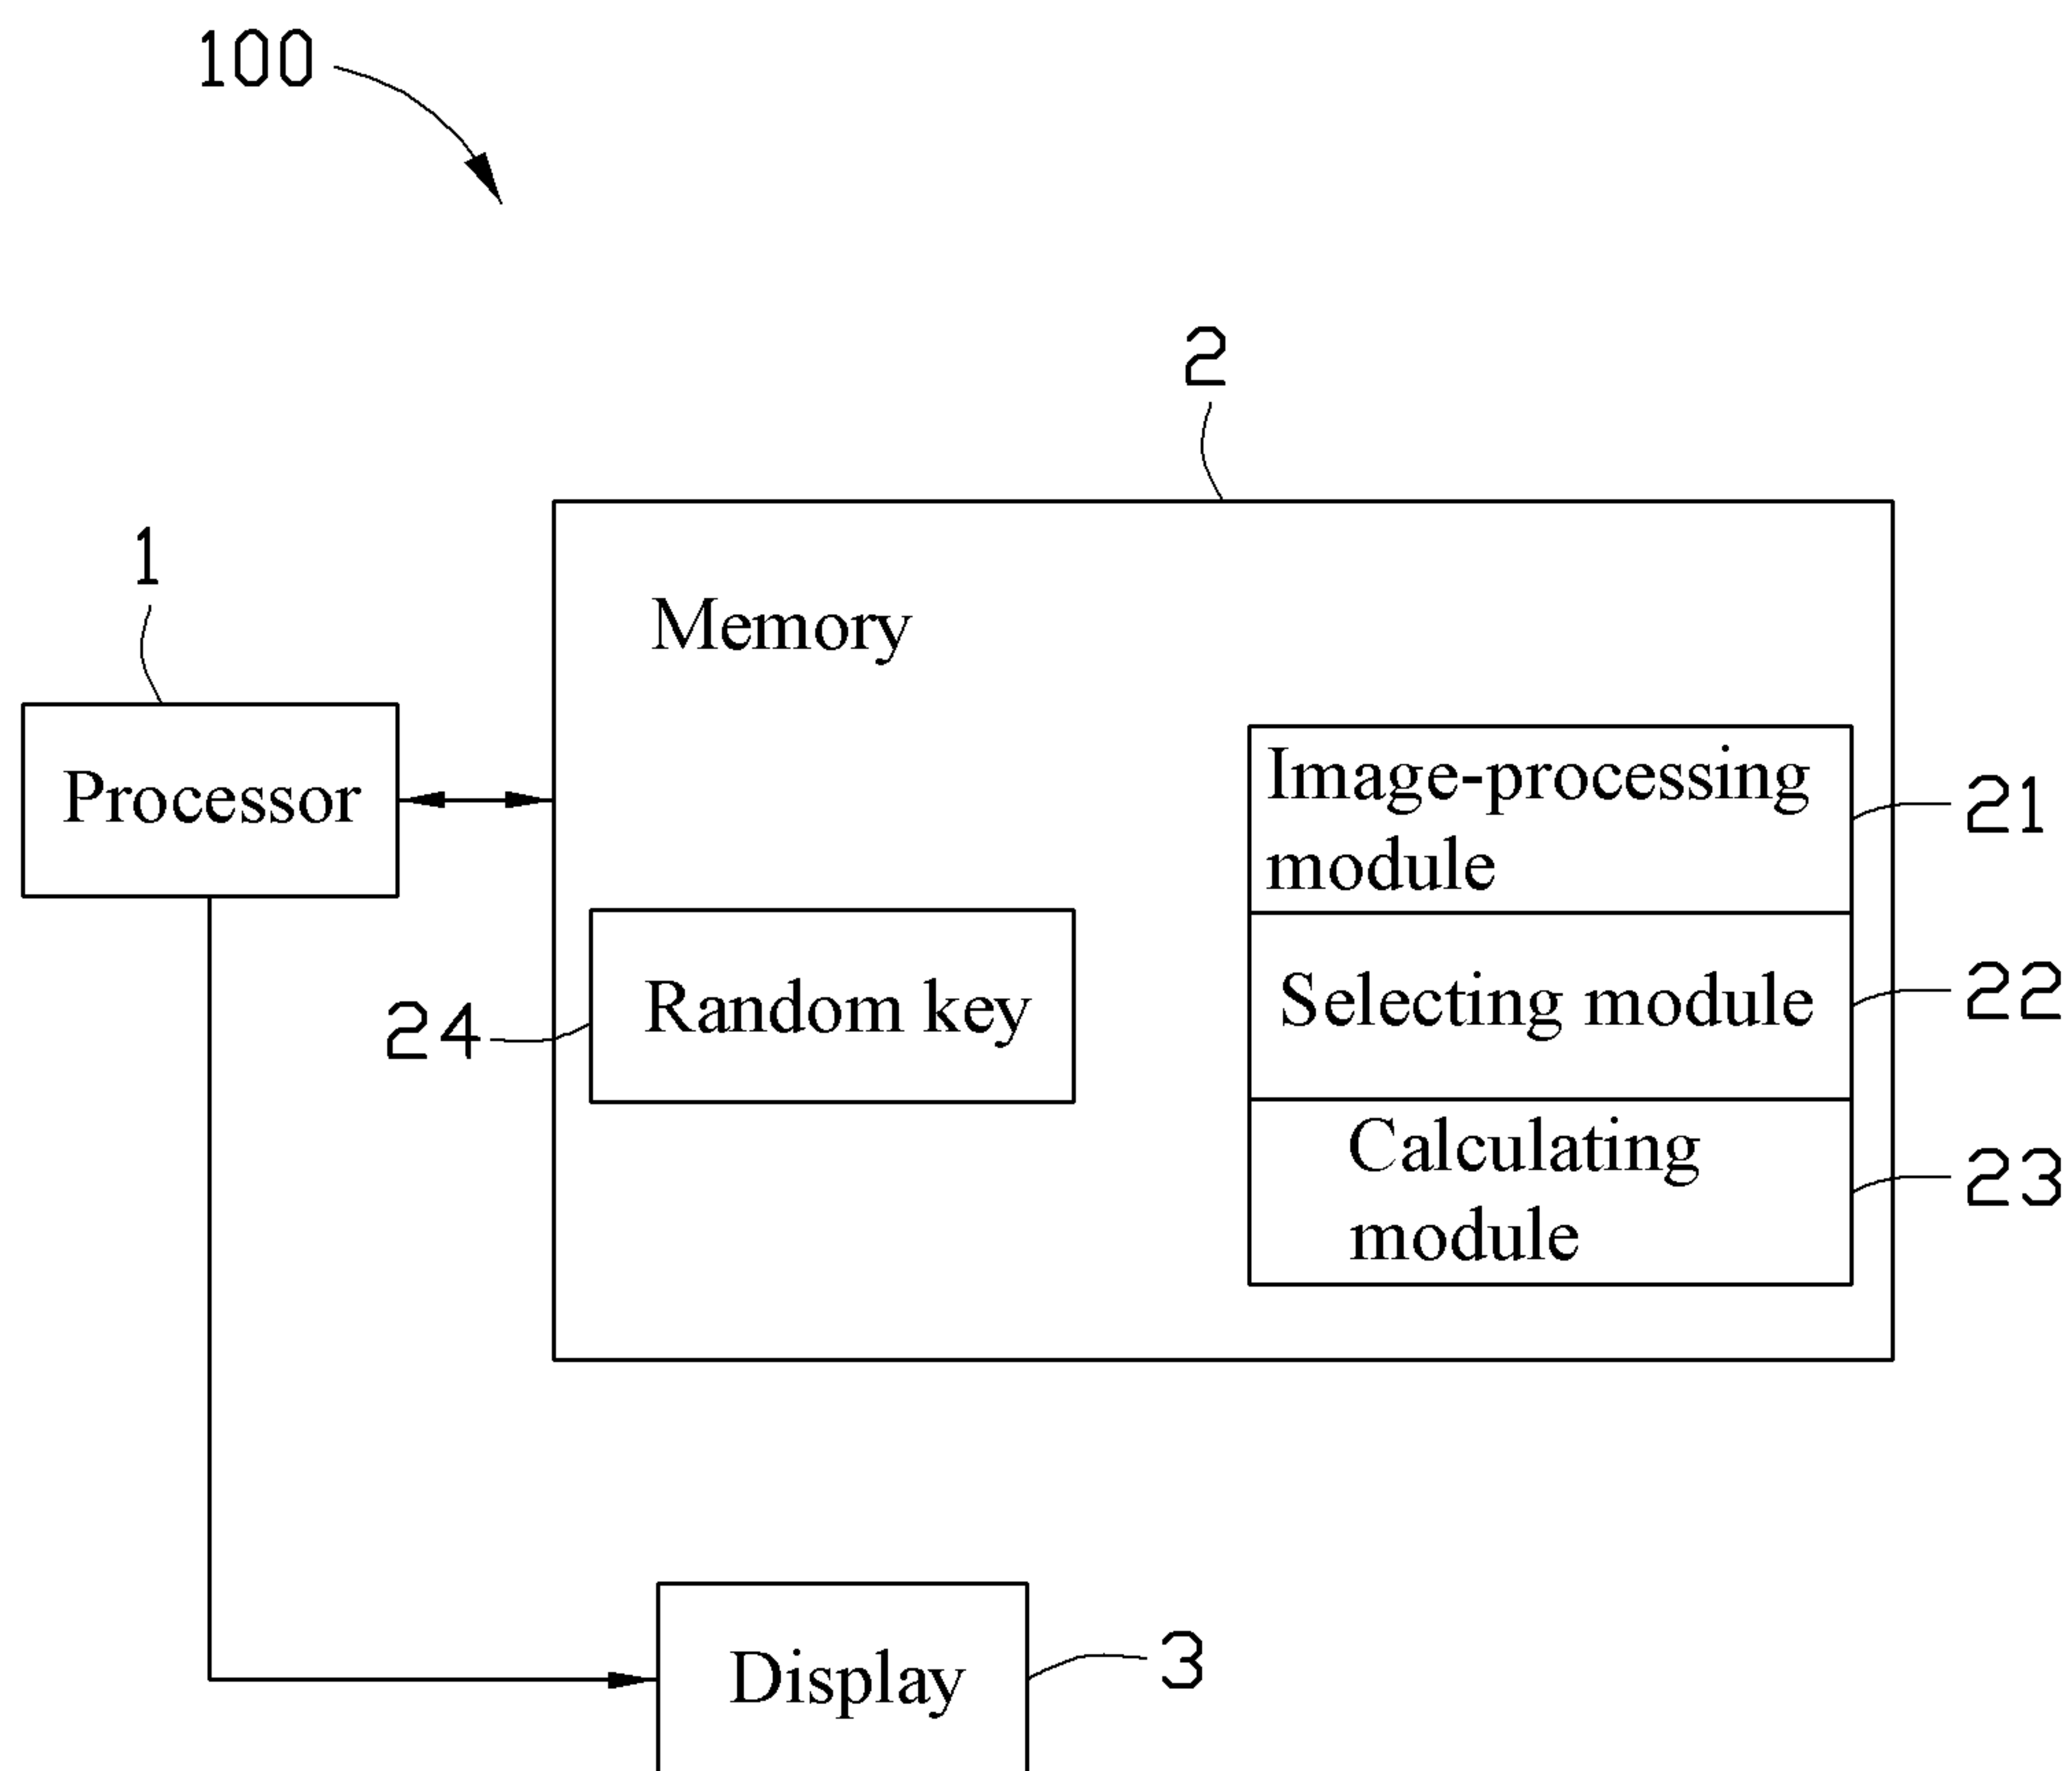 100
2
1
Memory
Processor
Image-processing
module
21
Selecting module
22
24
Random key
Calculating
module
23
Display
3